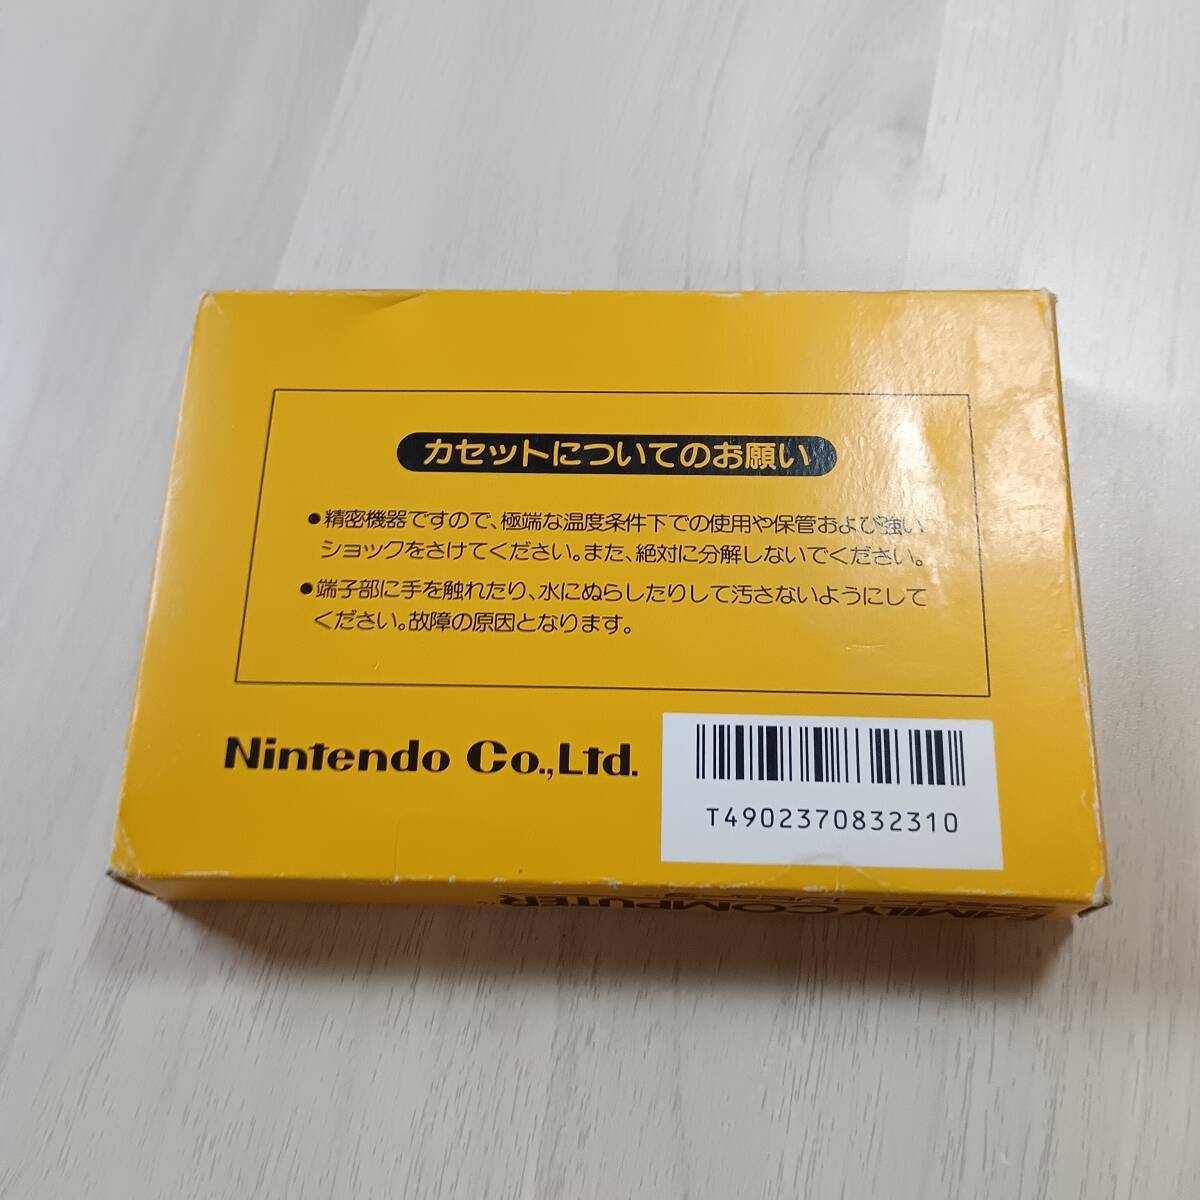 カセットについてのお願い
●精密機器ですので、極端な温度条件下での使用や保管および強い
ショックをさけてください。また、絶対に分解しないでください。
●端子部に手を触れたり、水にぬらしたりして汚さないようにして
ください。故障の原因となります。
Nintendo Co.,Ltd.
T4902370832310
FAMILY COMPUTER